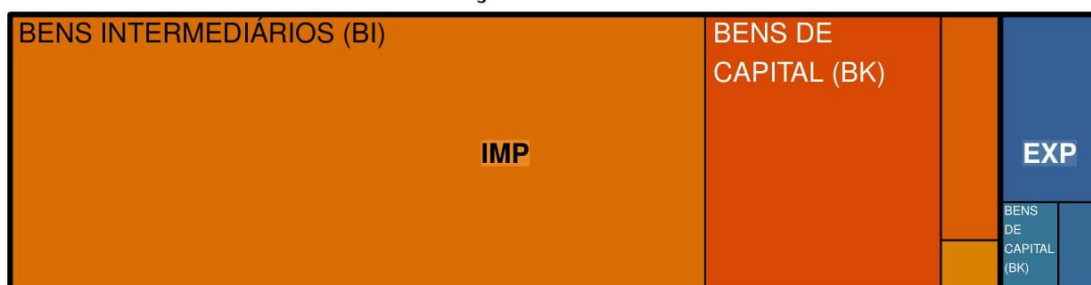 BENS INTERMEDIÁRIOS (BI)
BENS DE
CAPITAL (BK)
IMP
EXP
BENS
DE
CAPITAL
(BK)